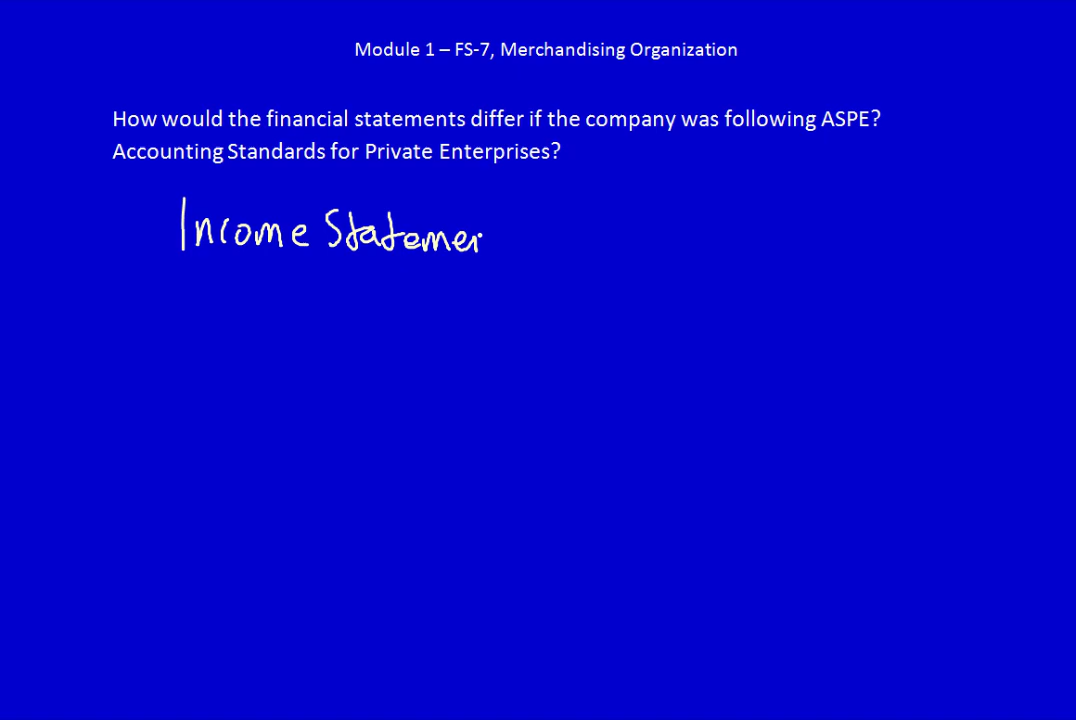 Module 1 – FS-7, Merchandising Organization
How would the financial statements differ if the company was following ASPE?
Accounting Standards for Private Enterprises?
Income Statemer